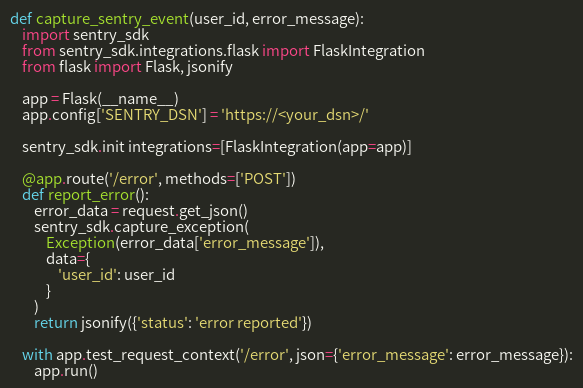 def capture_sentry_event(user_id, error_message):
    import sentry_sdk
    from sentry_sdk.integrations.flask import FlaskIntegration
    from flask import Flask, jsonify

    app = Flask(__name__)
    app.config['SENTRY_DSN'] = 'https://<your_dsn>/'

    sentry_sdk.init integrations=[FlaskIntegration(app=app)]

    @app.route('/error', methods=['POST'])
    def report_error():
        error_data = request.get_json()
        sentry_sdk.capture_exception(
            Exception(error_data['error_message']),
            data={
                'user_id': user_id
            }
        )
        return jsonify({'status': 'error reported'})

    with app.test_request_context('/error', json={'error_message': error_message}):
        app.run()